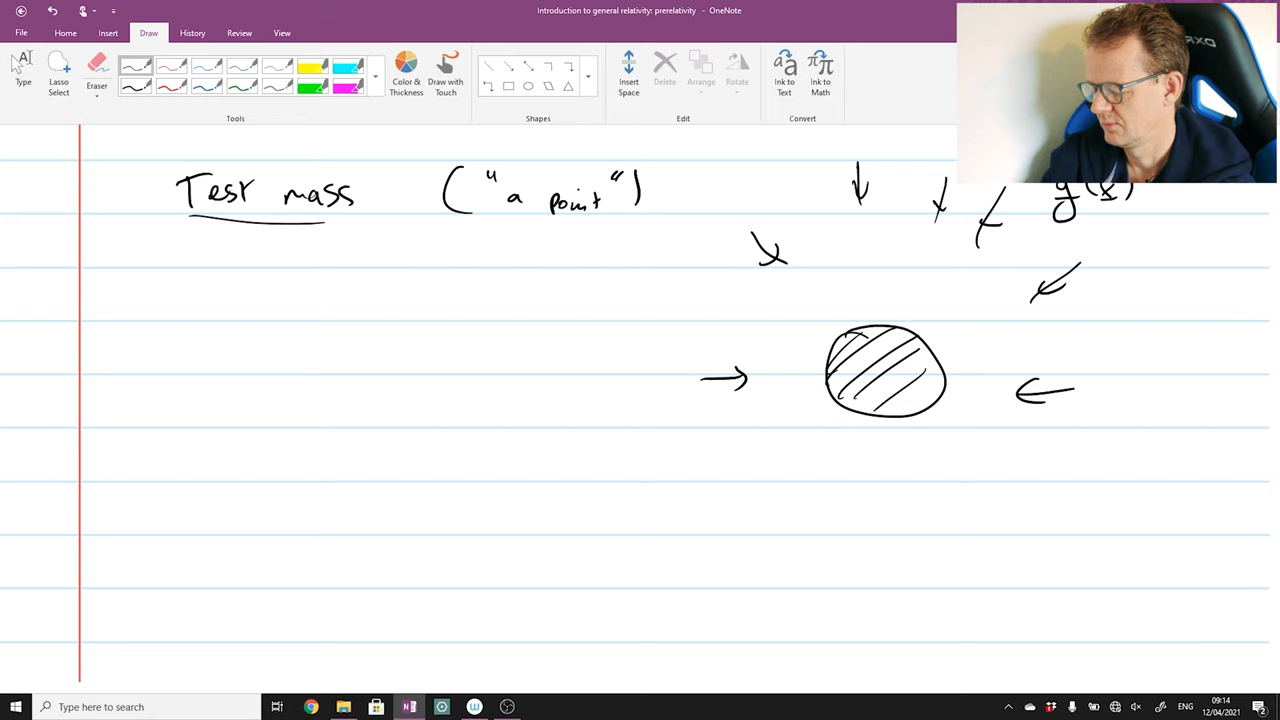 Introduction to general relativity: prerelativity - OneNote
File Home Insert Draw History Review View
Type Lasso Select Eraser Color & Thickness Draw with Touch Insert Space Delete Arrange Rotate Ink to Text Ink to Math
Tools Shapes Edit Convert
Test mass ("a point") g(x)
Type here to search
ENG 09:14 12/04/2021 2